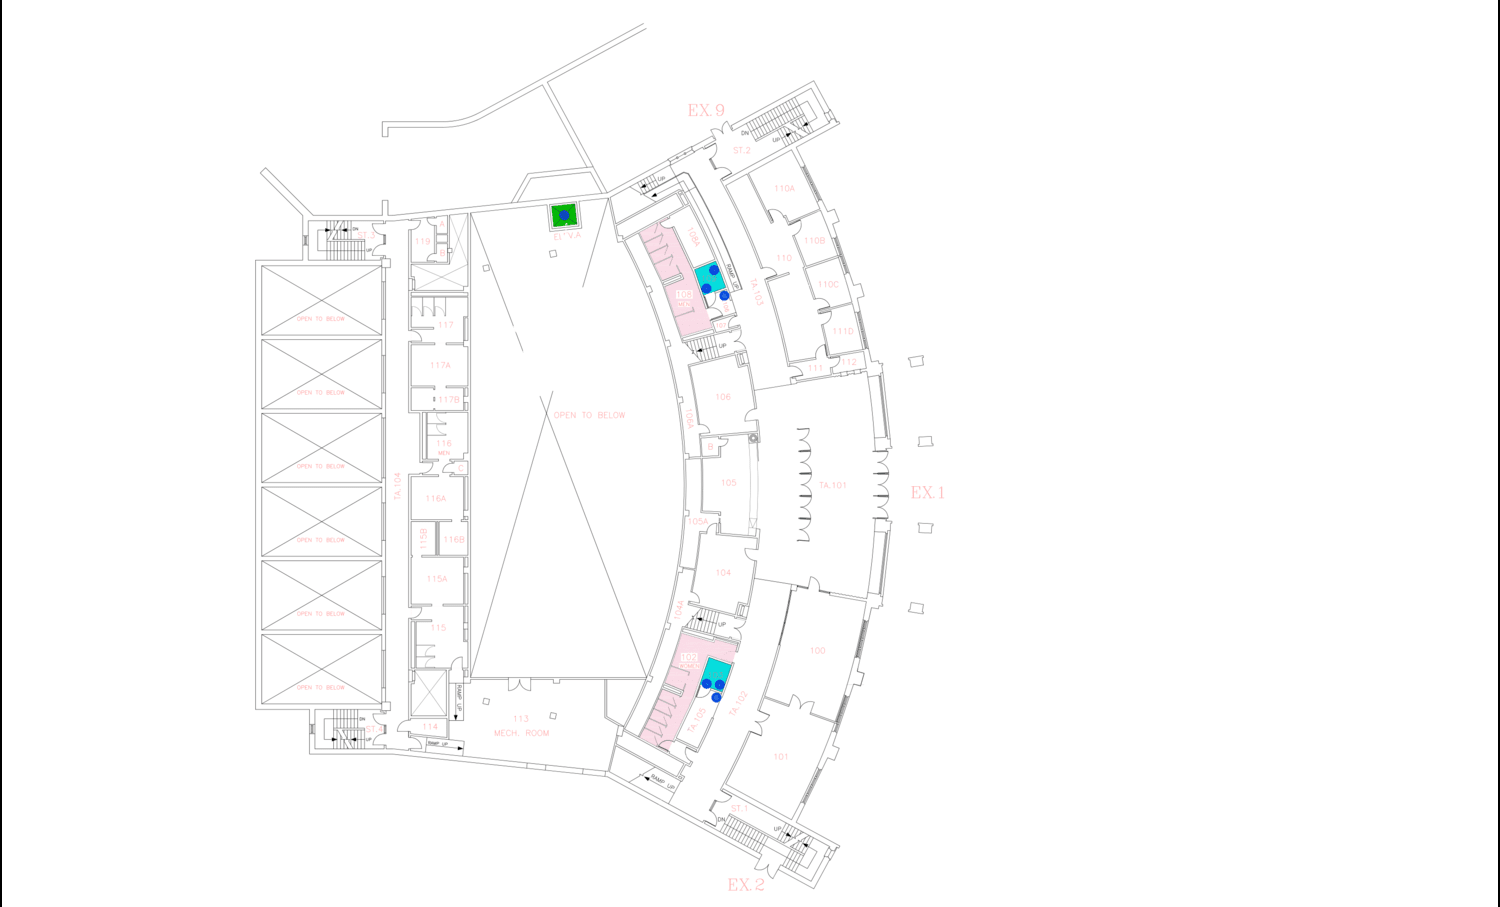 EX.9
DN
UP
ST.2
UP
110A
EL. V.A
ST.3
DN
UP
119
A
B
108A
110B
110
RAMP UP
TA.103
110C
108
107
OPEN TO BELOW
117
UP
111D
112
111
OPEN TO BELOW
117A
117B
106
106A
OPEN TO BELOW
116
MEN
B
C
OPEN TO BELOW
TA.104
105
TA.101
EX.1
116A
105A
OPEN TO BELOW
115B
116B
115A
104
104A
OPEN TO BELOW
115
UP
100
102
WOMEN
OPEN TO BELOW
RAMP UP
TA.102
TA.105
ST.4
DN
UP
114
RAMP UP
113
MECH. ROOM
101
RAMP UP
ST.1
DN
UP
EX.2